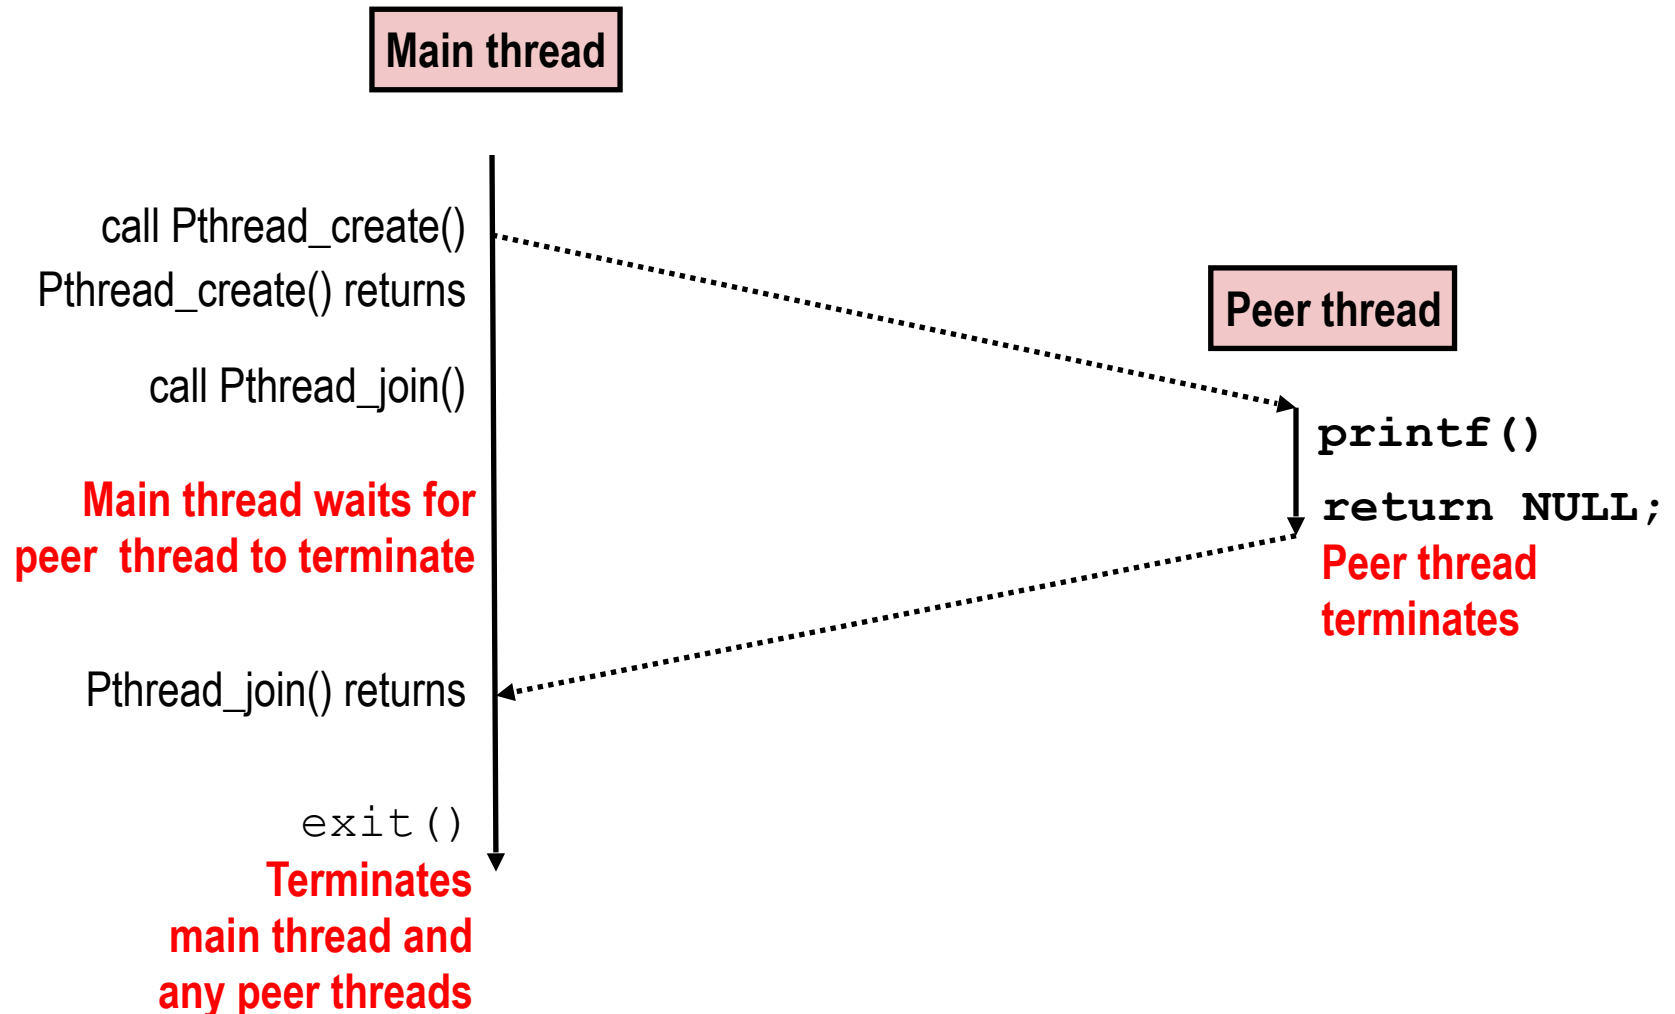 Main thread
call Pthread_create()
Pthread_create() returns
call Pthread_join()
Main thread waits for
peer thread to terminate
Pthread_join() returns
exit()
Terminates
main thread and
any peer threads
Peer thread
printf()
return NULL;
Peer thread
terminates